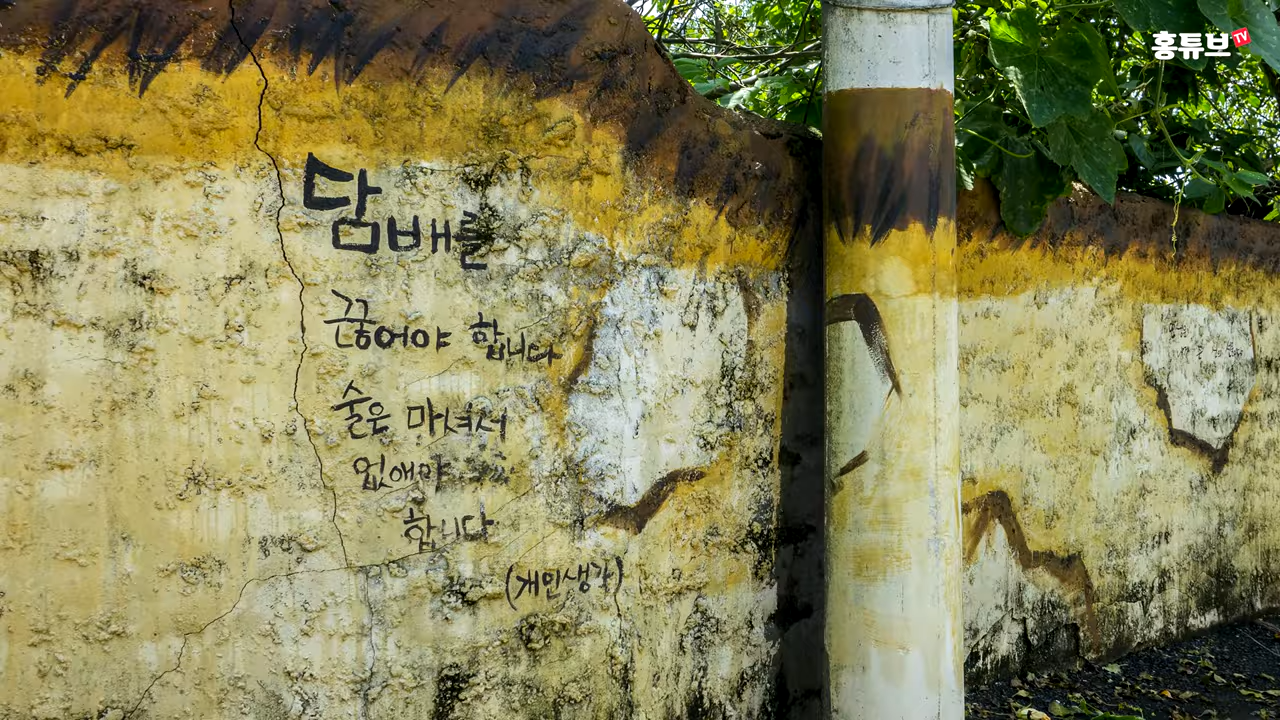 홍튜브 TV
담배를
끊어야 합니다
술은 마셔서
없애야
합니다
(개인생각)